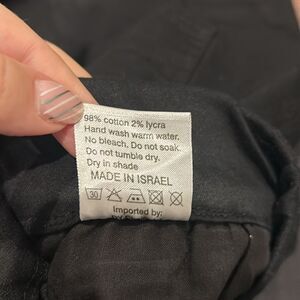 98% cotton 2% lycra
Hand wash warm water.
No bleach. Do not soak.
Do not tumble dry.
Dry in shade
MADE IN ISRAEL
30
Imported by: